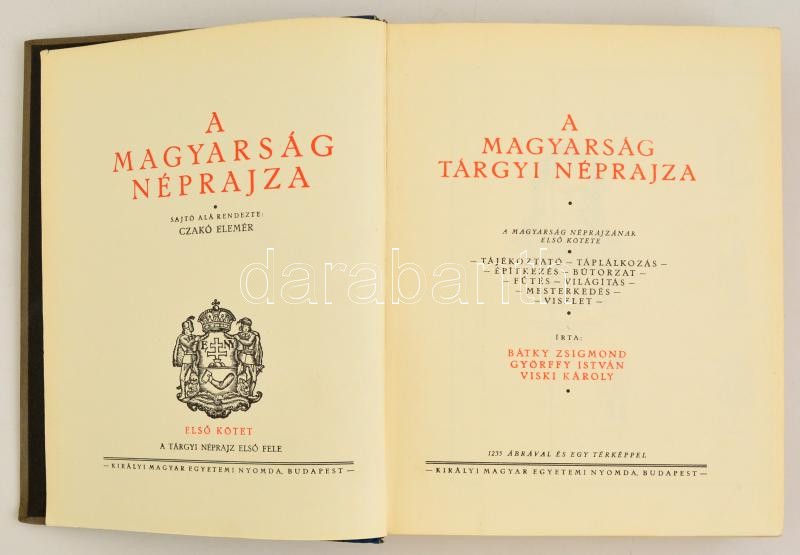 A
MAGYARSÁG
NÉPRAJZA
SAJTÓ ALÁ RENDEZTE:
CZAKÓ ELEMÉR
E M
ELSŐ KÖTET
A TÁRGYI NÉPRAJZ ELSŐ FELE
—KIRÁLYI MAGYAR EGYETEMI NYOMDA, BUDAPEST—
A
MAGYARSÁG
TÁRGYI NÉPRAJZA
A MAGYARSÁG NÉPRAJZÁNAK
ELSŐ KÖTETE
—TÁJÉKOZTATÓ—TÁPLÁLKOZÁS—
—ÉPÍTKEZÉS—BÚTORZAT—
—FŰTÉS—VILÁGÍTÁS—
—MESTERKEDÉS—
—VISELET—
ÍRTA:
BÁTKY ZSIGMOND
GYÖRFFY ISTVÁN
VISKI KÁROLY
1235 ÁBRÁVAL ÉS EGY TÉRKÉPPEL
—KIRÁLYI MAGYAR EGYETEMI NYOMDA, BUDAPEST—
darabanth